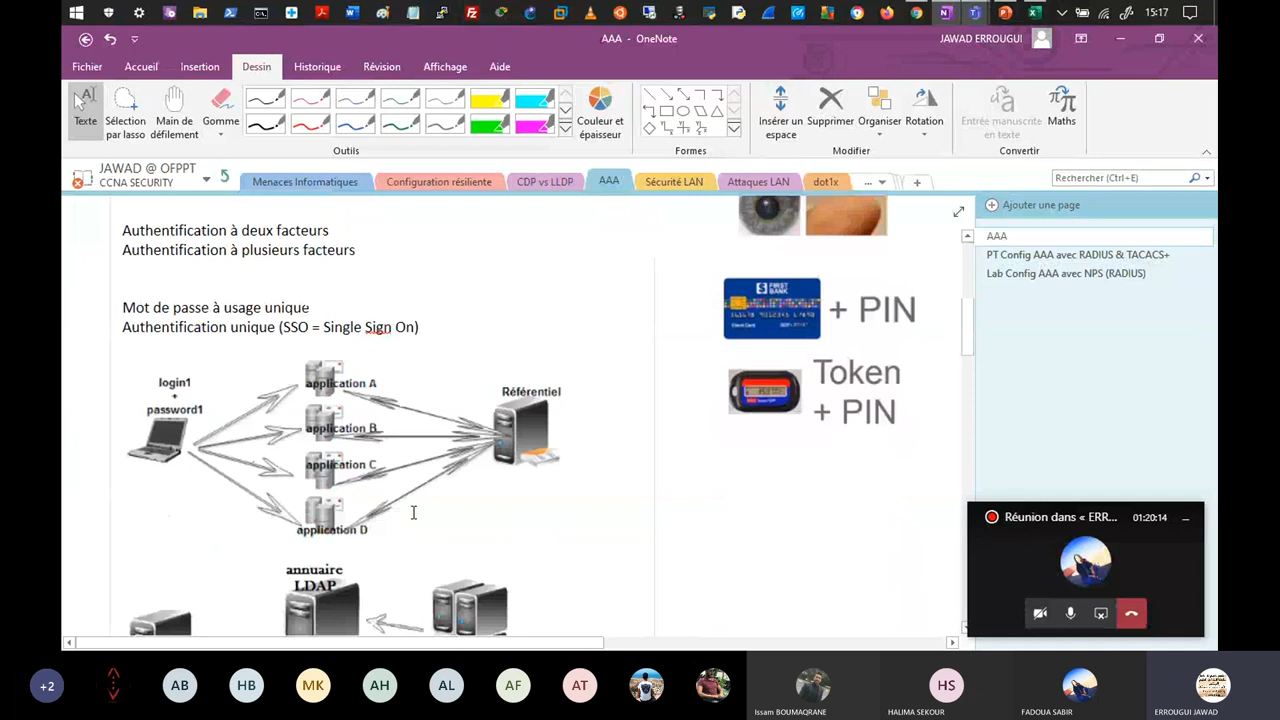 15:17
AAA - OneNote
JAWAD ERROUGUI
Fichier
Accueil
Insertion
Dessin
Historique
Révision
Affichage
Aide
Texte
Sélection
par lasso
Main de
défilement
Gomme
Couleur et
épaisseur
Insérer un
espace
Supprimer
Organiser
Rotation
Entrée manuscrite
en texte
Maths
Outils
Formes
Modifier
Convertir
JAWAD @ OFPPT
CCNA SECURITY
Menaces Informatiques
Configuration résiliente
CDP vs LLDP
AAA
Sécurité LAN
Attaques LAN
dot1x
...
Rechercher (Ctrl+E)
Ajouter une page
AAA
PT Config AAA avec RADIUS & TACACS+
Lab Config AAA avec NPS (RADIUS)
Authentification à deux facteurs
Authentification à plusieurs facteurs
Mot de passe à usage unique
Authentification unique (SSO = Single Sign On)
FIRST
BANK
+ PIN
Token
+ PIN
login1
+
password1
application A
application B
application C
application D
Référentiel
annuaire
LDAP
Réunion dans « ERR...
01:20:14
+2
AB
HB
MK
AH
AL
AF
AT
HS
Issam BOUMAQRANE
HALIMA SEKOUR
FADOUA SABIR
ERROUGUI JAWAD